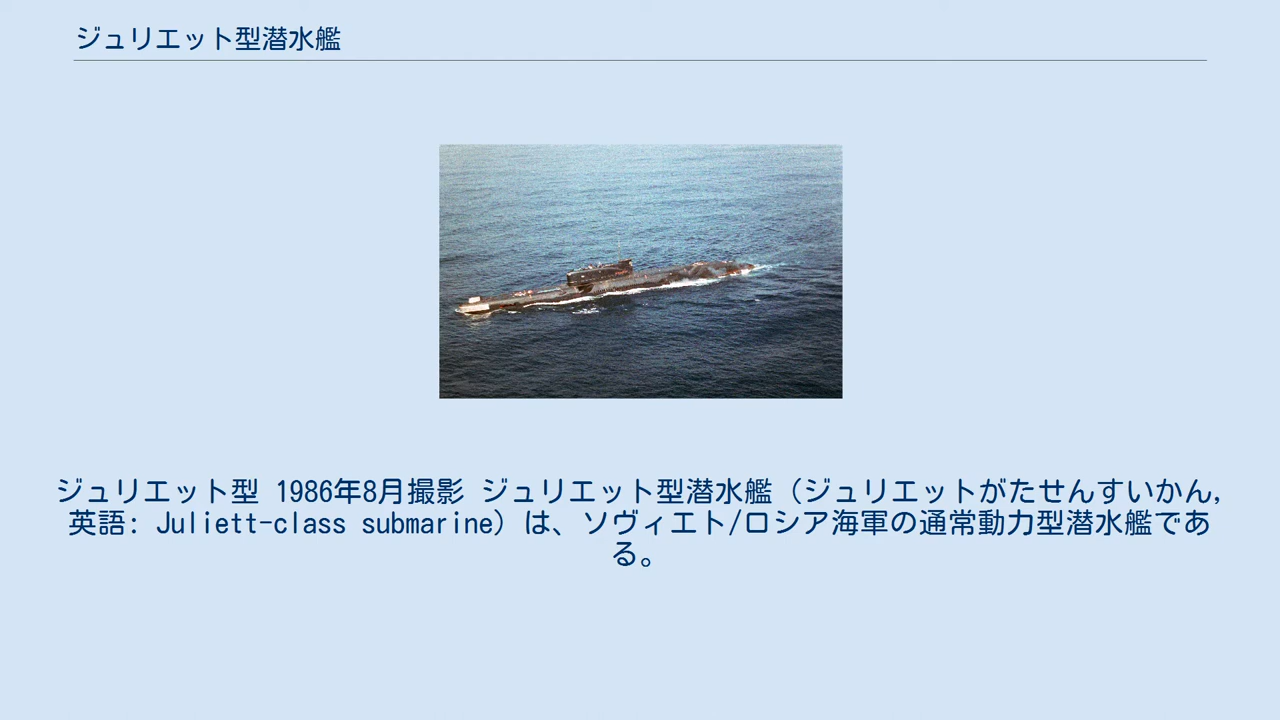 ジュリエット型潜水艦
ジュリエット型 1986年8月撮影 ジュリエット型潜水艦（ジュリエットがたせんすいかん,
英語: Juliett-class submarine）は、ソヴィエト/ロシア海軍の通常動力型潜水艦であ
る。